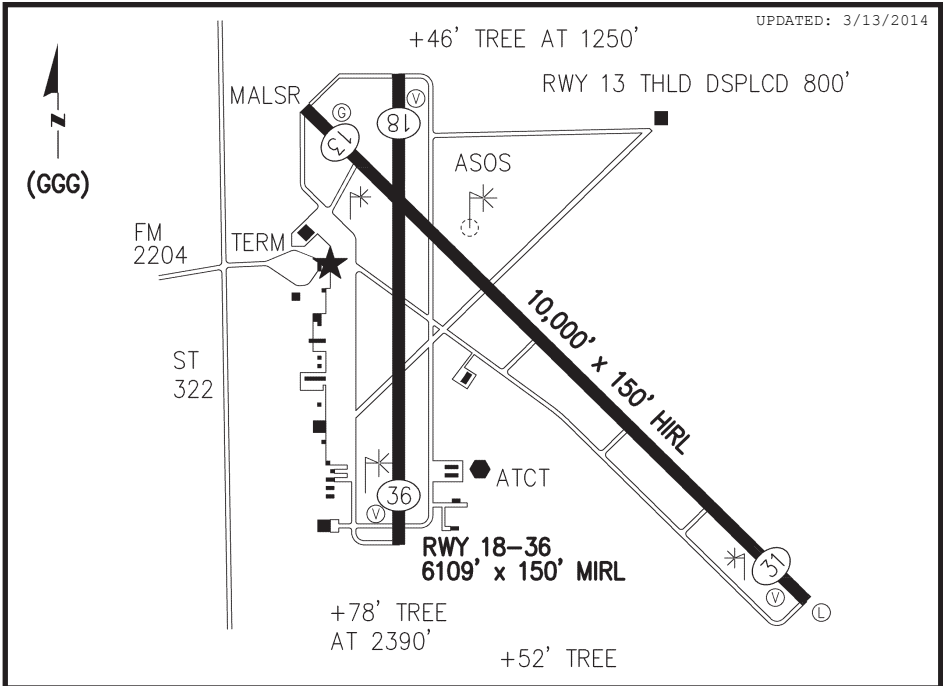 UPDATED: 3/13/2014
+46' TREE AT 1250'
RWY 13 THLD DSPLCD 800'
MALSR
G
V
18
13
N
(GGG)
ASOS
FM
2204
TERM
10,000' x 150' HIRL
ST
322
ATCT
36
V
RWY 18-36
6109' x 150' MIRL
31
V
L
+78' TREE
AT 2390'
+52' TREE